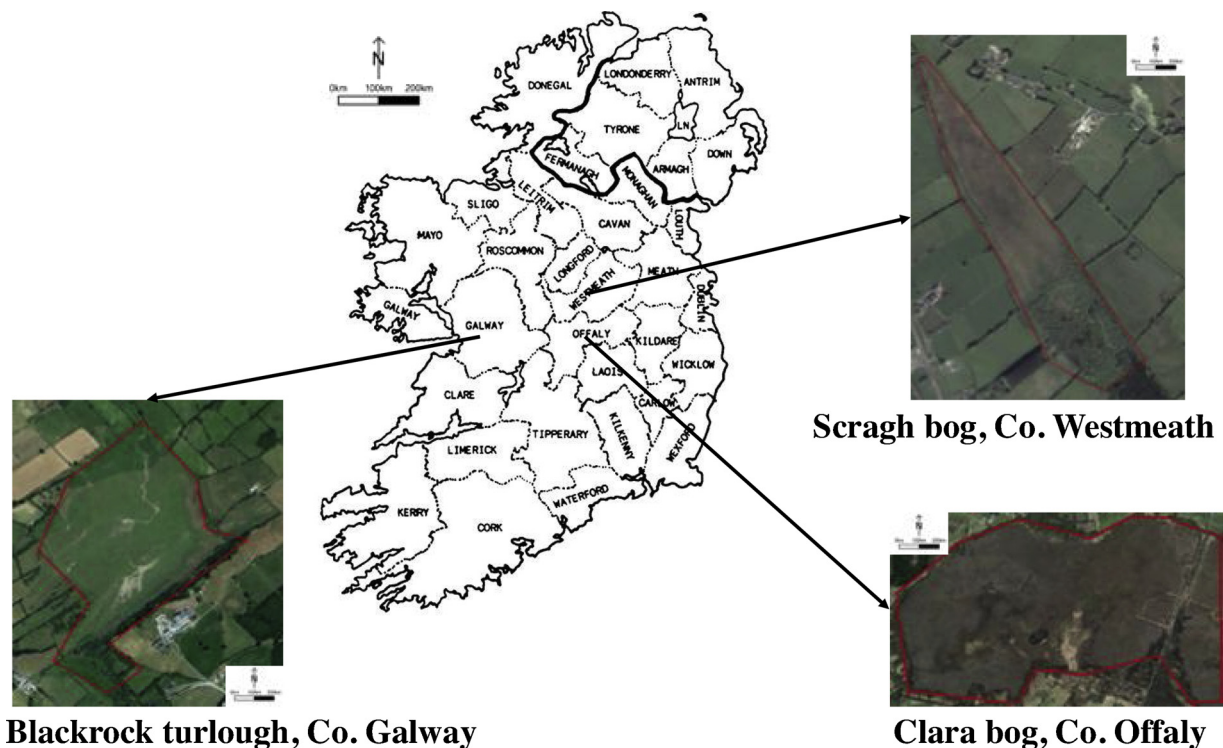 N
0km 100km 200km
DONEGAL
LONDONDERRY
ANTRIM
TYRONE
LN
DOWN
FERMANAGH
ARMAGH
MONAGHAN
LEITRIM
SLIGO
CAVAN
LOUTH
MAYO
ROSCOMMON
LONGFORD
MEATH
WESTMEATH
DUBLIN
GALWAY
GALWAY
OFFALY
KILDARE
LAOIS
WICKLOW
CLARE
CARLOW
TIPPERARY
KILKENNY
WEXFORD
LIMERICK
WATERFORD
KERRY
CORK
N
Scragh bog, Co. Westmeath
N
Blackrock turlough, Co. Galway
N
Clara bog, Co. Offaly